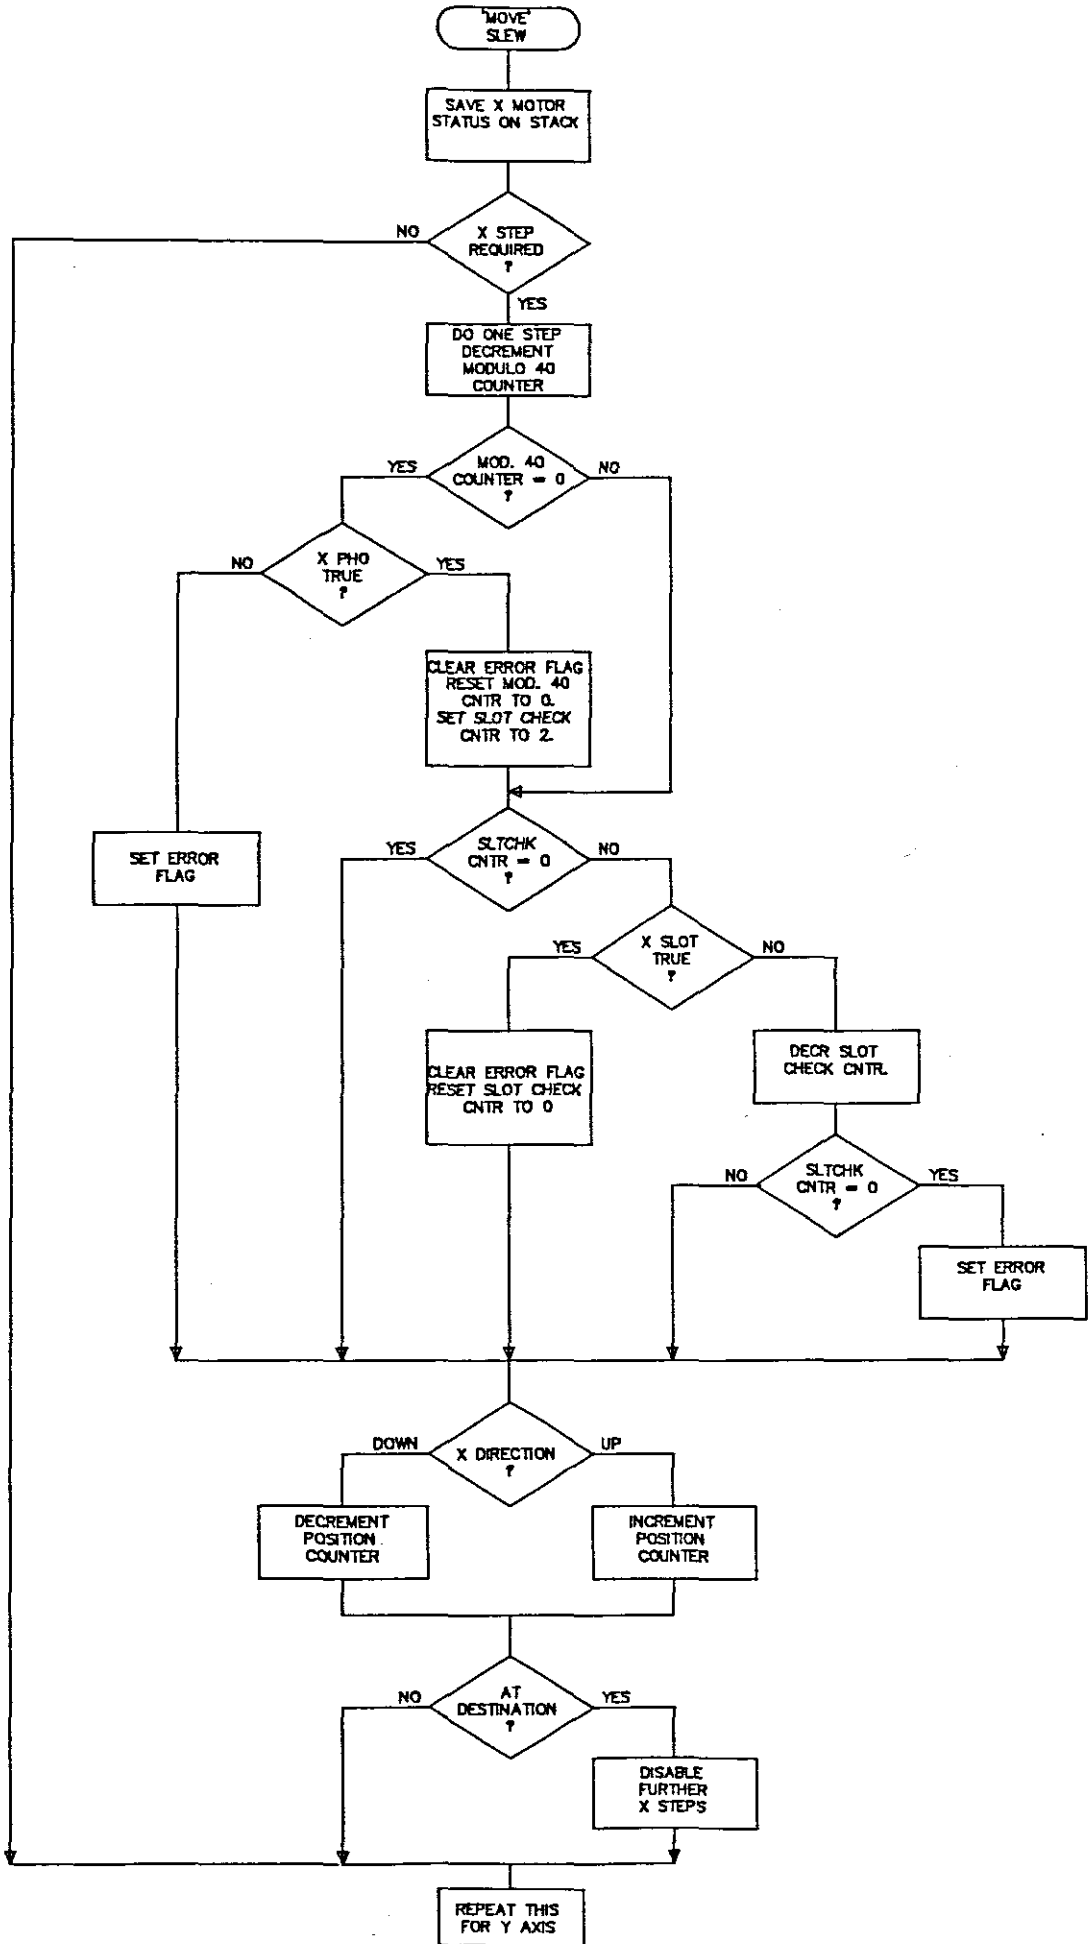 MOVE
SLEW
SAVE X MOTOR
STATUS ON STACK
NO
X STEP
REQUIRED
?
YES
DO ONE STEP
DECREMENT
MODULO 40
COUNTER
YES
MOD. 40
COUNTER = 0
?
NO
NO
X PHO
TRUE
?
YES
CLEAR ERROR FLAG
RESET MOD. 40
CNTR TO 0.
SET SLOT CHECK
CNTR TO 2.
SET ERROR
FLAG
YES
SLTCHK
CNTR = 0
?
NO
YES
X SLOT
TRUE
?
NO
CLEAR ERROR FLAG
RESET SLOT CHECK
CNTR TO 0
DECR SLOT
CHECK CNTR.
NO
SLTCHK
CNTR = 0
?
YES
SET ERROR
FLAG
DOWN
X DIRECTION
?
UP
DECREMENT
POSITION
COUNTER
INCREMENT
POSITION
COUNTER
NO
AT
DESTINATION
?
YES
DISABLE
FURTHER
X STEPS
REPEAT THIS
FOR Y AXIS